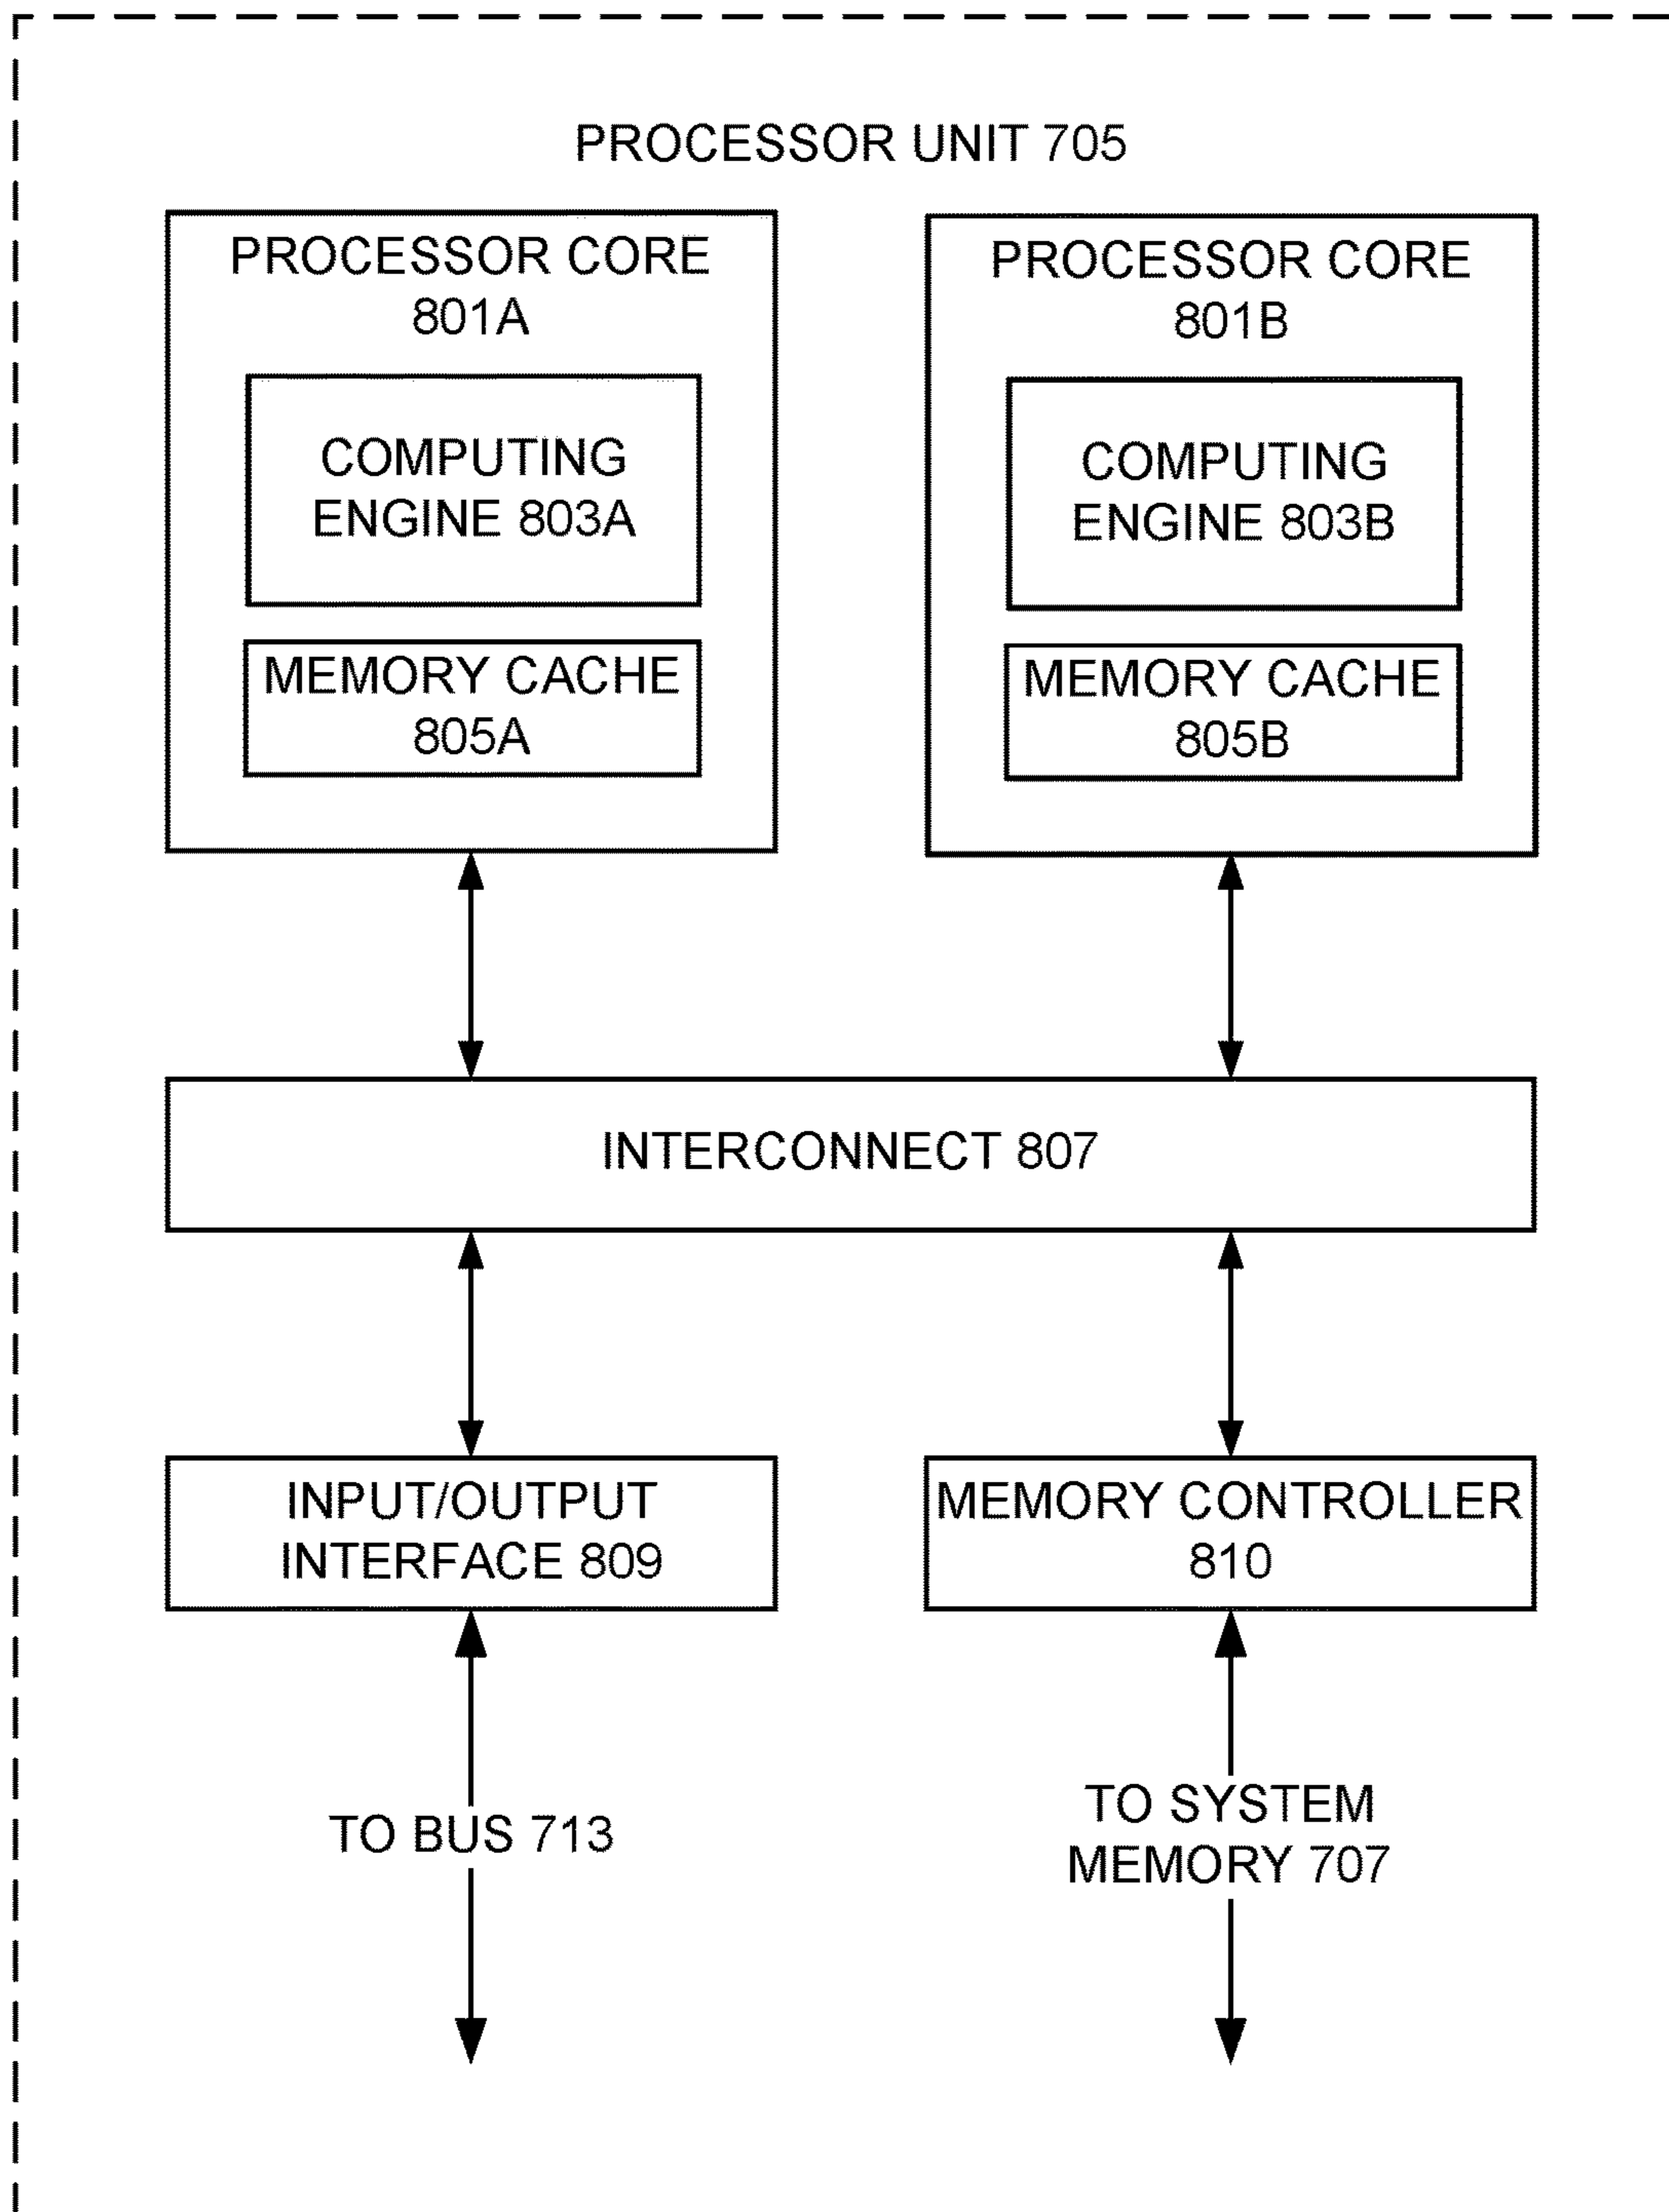 PROCESSOR UNIT 705
PROCESSOR CORE
801A
COMPUTING
ENGINE 803A
MEMORY CACHE
805A
PROCESSOR CORE
801B
COMPUTING
ENGINE 803B
MEMORY CACHE
805B
INTERCONNECT 807
INPUT/OUTPUT
INTERFACE 809
MEMORY CONTROLLER
810
TO BUS 713
TO SYSTEM
MEMORY 707